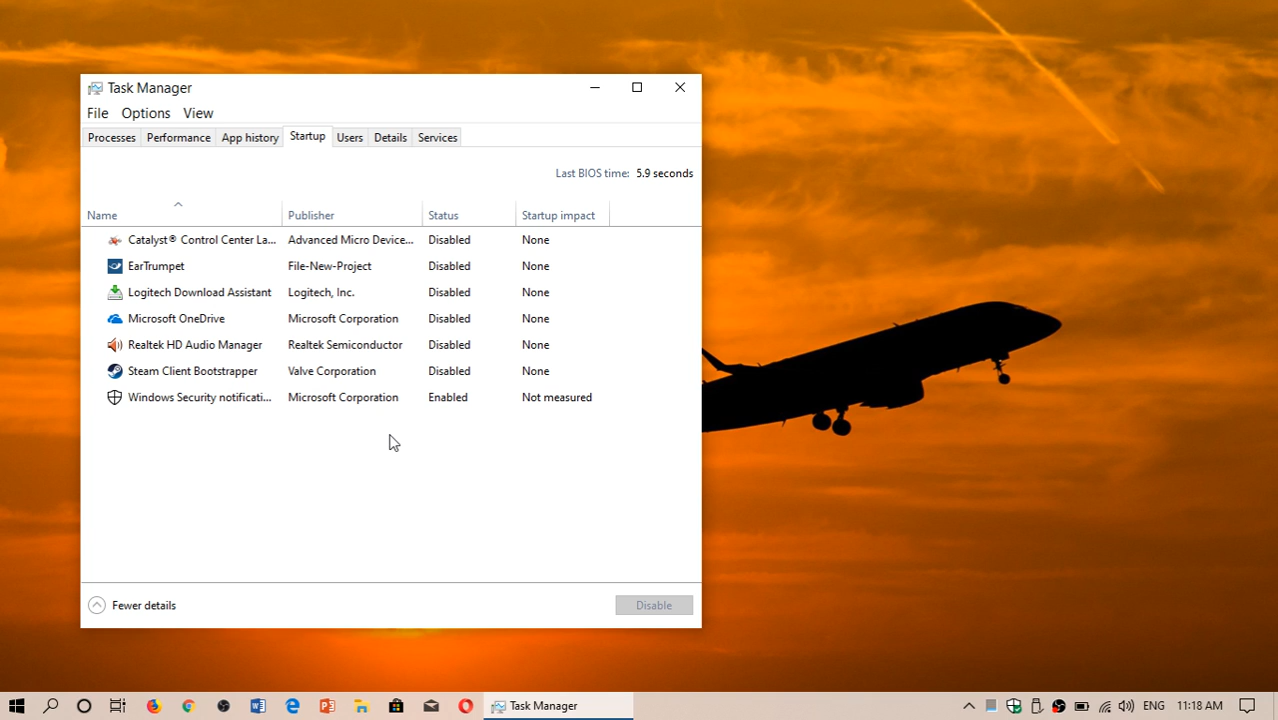 Task Manager
File Options View
Processes Performance App history Startup Users Details Services
Last BIOS time: 5.9 seconds
Name Publisher Status Startup impact
Catalyst® Control Center La... Advanced Micro Device... Disabled None
EarTrumpet File-New-Project Disabled None
Logitech Download Assistant Logitech, Inc. Disabled None
Microsoft OneDrive Microsoft Corporation Disabled None
Realtek HD Audio Manager Realtek Semiconductor Disabled None
Steam Client Bootstrapper Valve Corporation Disabled None
Windows Security notificati... Microsoft Corporation Enabled Not measured
Fewer details Disable
Task Manager ENG 11:18 AM